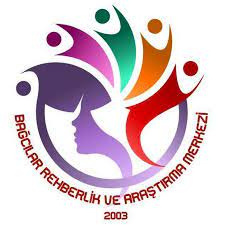 BAĞCILAR REHBERLİK VE ARAŞTIRMA MERKEZİ
2003